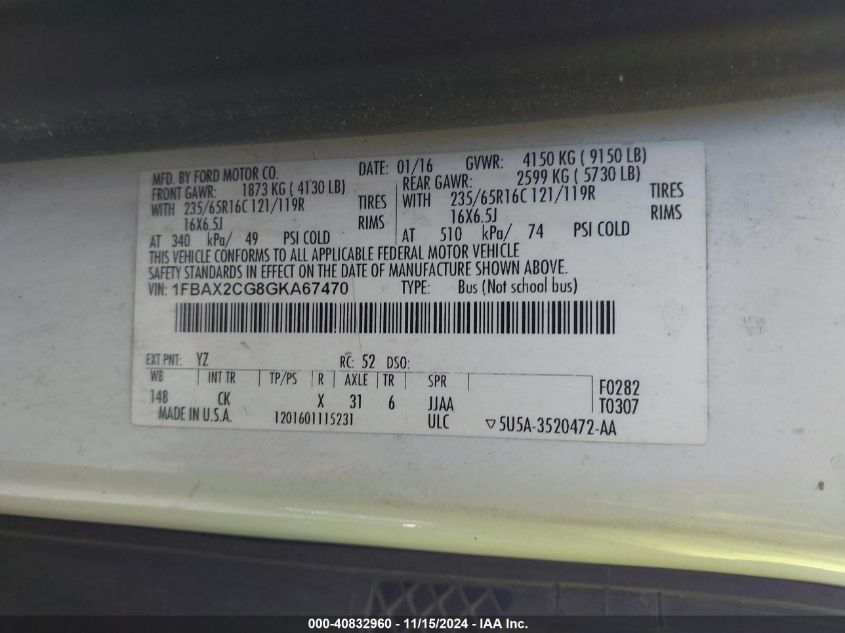 MFD. BY FORD MOTOR CO. DATE: 01/16 GVWR: 4150 KG ( 9150 LB)
FRONT GAWR: 1873 KG ( 4130 LB) REAR GAWR: 2599 KG ( 5730 LB)
WITH 235/65R16C 121/119R TIRES WITH 235/65R16C 121/119R TIRES
16X6.5J RIMS 16X6.5J RIMS
AT 340 kPa/ 49 PSI COLD AT 510 kPa/ 74 PSI COLD
THIS VEHICLE CONFORMS TO ALL APPLICABLE FEDERAL MOTOR VEHICLE
SAFETY STANDARDS IN EFFECT ON THE DATE OF MANUFACTURE SHOWN ABOVE.
VIN: 1FBAX2CG8GKA67470 TYPE: Bus (Not school bus)
EXT PNT: YZ RC: 52 DSO:
WB INT TR TP/PS R AXLE TR SPR F0282
148 CK X 31 6 JJAA T0307
MADE IN U.S.A. 1201601115231 ULC ▽5U5A-3520472-AA
000-40832960 - 11/15/2024 - IAA Inc.